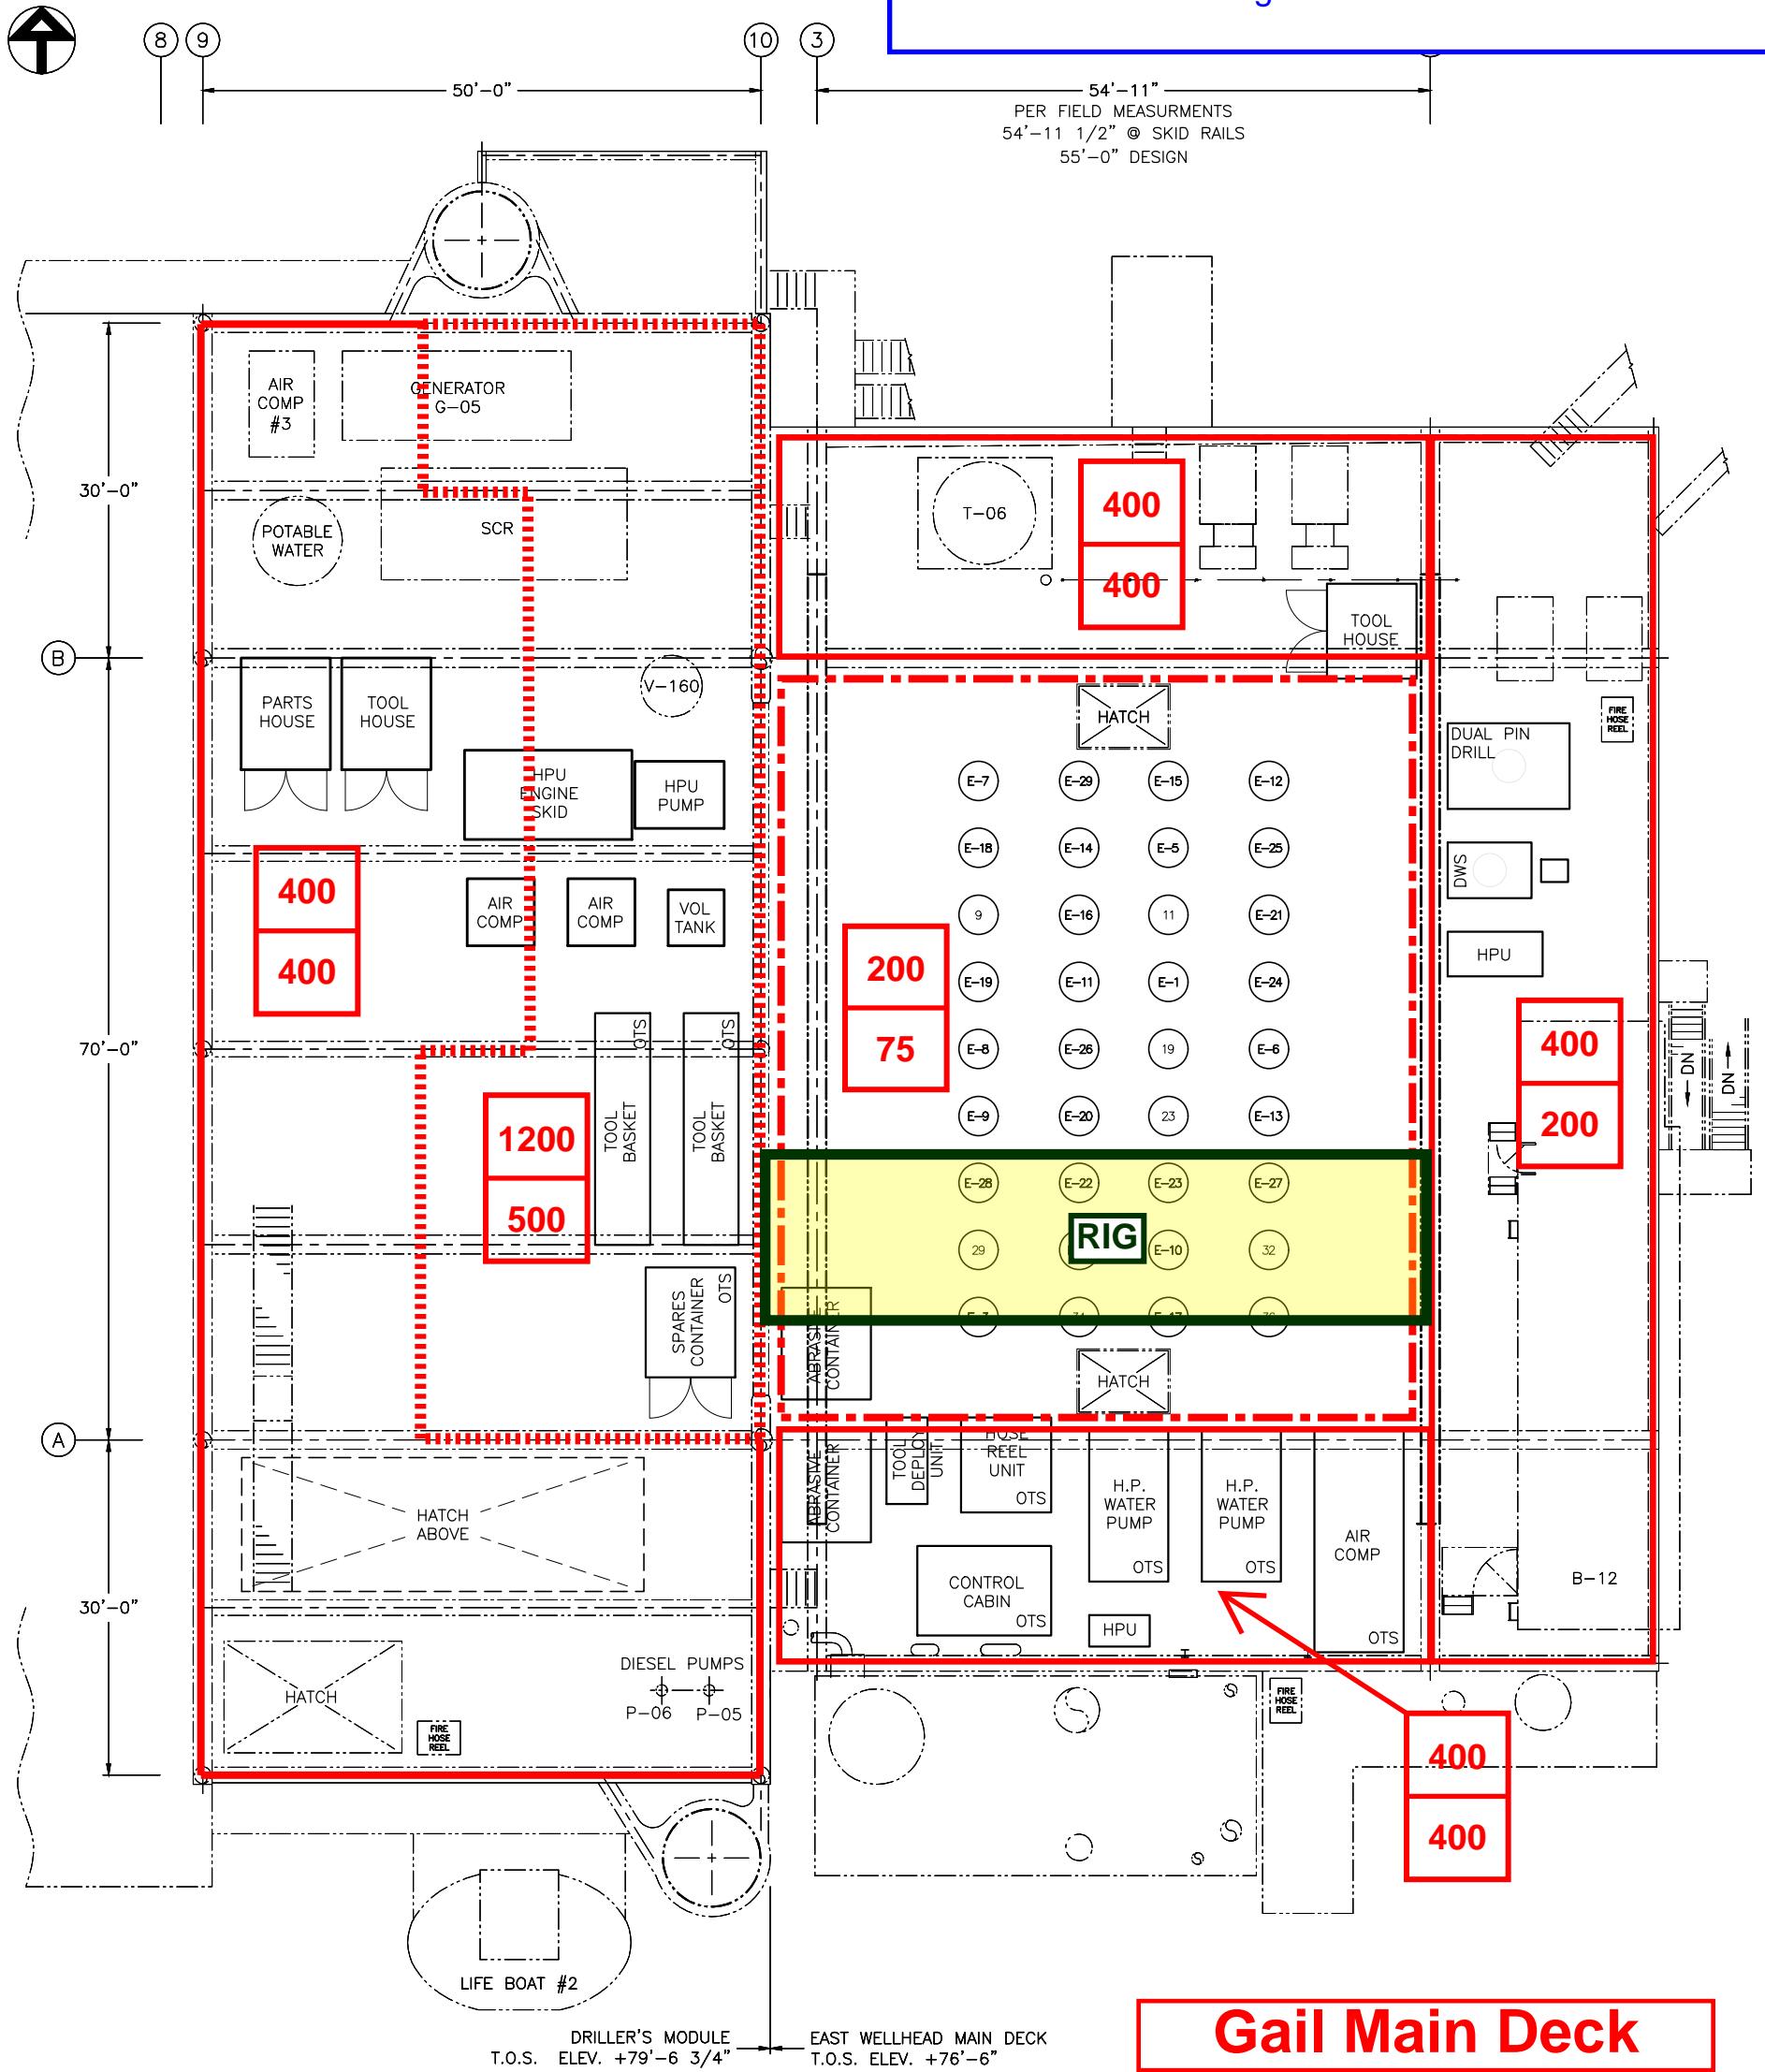 8
9
10
3
50'-0"
54'-11"
PER FIELD MEASURMENTS
54'-11 1/2" @ SKID RAILS
55'-0" DESIGN
AIR
COMP
#3
GENERATOR
G-05
30'-0"
POTABLE
WATER
SCR
T-06
400
400
TOOL
HOUSE
B
PARTS
HOUSE
TOOL
HOUSE
V-160
HATCH
FIRE
HOSE
REEL
DUAL PIN
DRILL
HPU
ENGINE
SKID
HPU
PUMP
E-7
E-29
E-15
E-12
E-18
E-14
E-5
E-25
DWS
400
400
AIR
COMP
AIR
COMP
VOL
TANK
9
E-16
11
E-21
HPU
200
75
E-19
E-11
E-1
E-24
70'-0"
OTS
TOOL
BASKET
OTS
TOOL
BASKET
E-8
E-26
19
E-6
400
200
DN
DN
1200
500
E-9
E-20
23
E-13
E-28
E-22
E-23
E-27
29
RIG
E-10
32
SPARES
CONTAINER
OTS
ABRASIVE
CONTAINER
HATCH
A
ABRASIVE
CONTAINER
TOOL
DEPLOY
UNIT
HOSE
REEL
UNIT
OTS
H.P.
WATER
PUMP
OTS
H.P.
WATER
PUMP
OTS
AIR
COMP
OTS
HATCH
ABOVE
30'-0"
CONTROL
CABIN
OTS
HPU
B-12
DIESEL PUMPS
P-06 P-05
HATCH
FIRE
HOSE
REEL
FIRE
HOSE
REEL
400
400
LIFE BOAT #2
DRILLER'S MODULE
T.O.S. ELEV. +79'-6 3/4"
EAST WELLHEAD MAIN DECK
T.O.S. ELEV. +76'-6"
Gail Main Deck